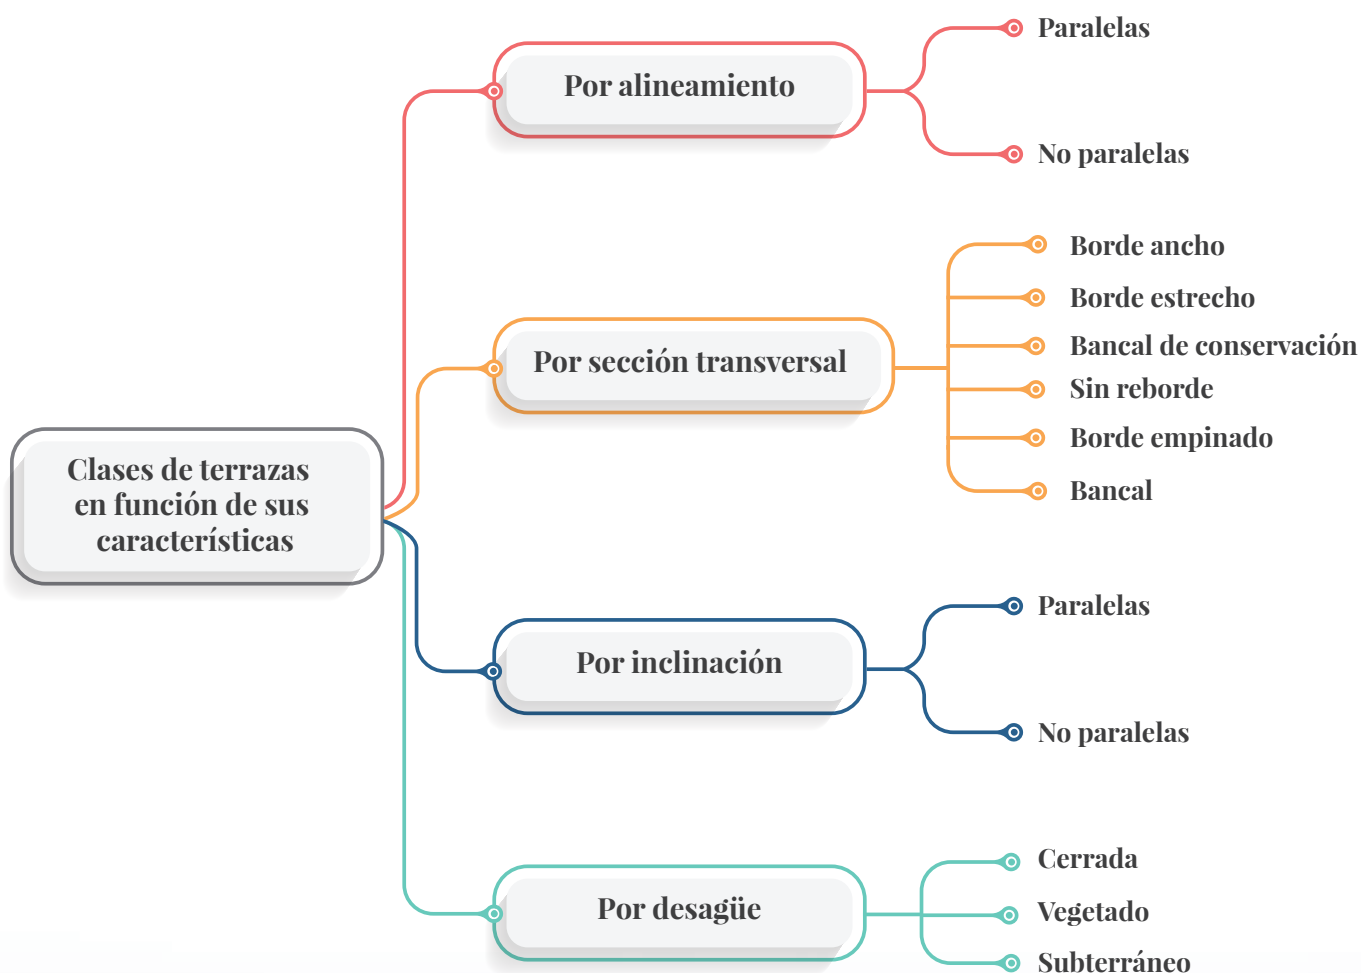 Clases de terrazas
en función de sus
características
Por alineamiento
Paralelas
No paralelas
Por sección transversal
Borde ancho
Borde estrecho
Bancal de conservación
Sin reborde
Borde empinado
Bancal
Por inclinación
Paralelas
No paralelas
Por desagüe
Cerrada
Vegetado
Subterráneo